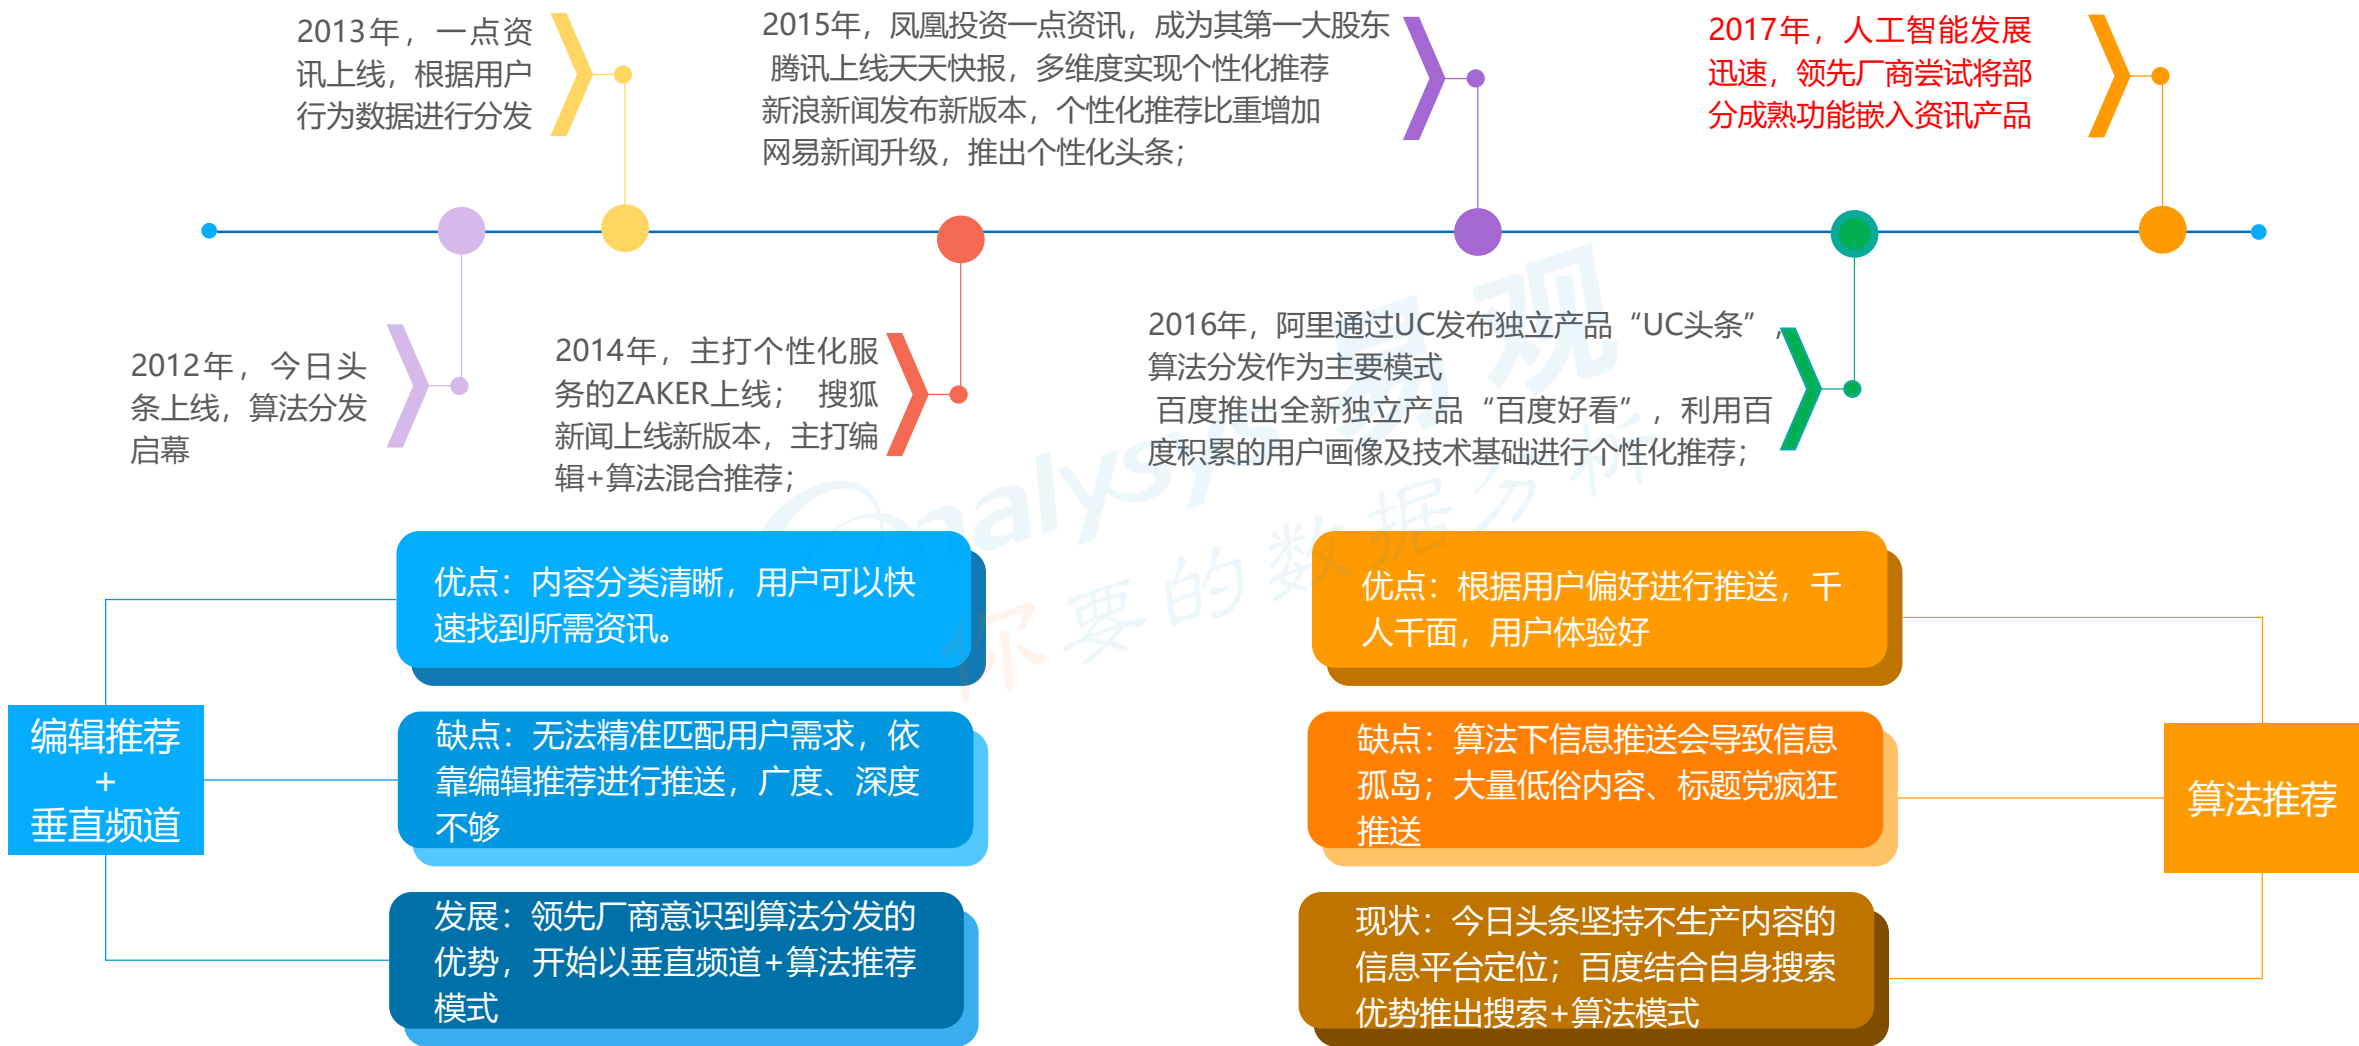 2013年，一点资
讯上线，根据用户
行为数据进行分发
2015年，凤凰投资一点资讯，成为其第一大股东
腾讯上线天天快报，多维度实现个性化推荐
新浪新闻发布新版本，个性化推荐比重增加
网易新闻升级，推出个性化头条；
2017年，人工智能发展
迅速，领先厂商尝试将部
分成熟功能嵌入资讯产品
2012年，今日头
条上线，算法分发
启幕
2014年，主打个性化服
务的ZAKER上线； 搜狐
新闻上线新版本，主打编
辑+算法混合推荐；
2016年，阿里通过UC发布独立产品“UC头条”，
算法分发作为主要模式
百度推出全新独立产品“百度好看”，利用百
度积累的用户画像及技术基础进行个性化推荐；
analysys 易观
你要的数据分析
编辑推荐
+
垂直频道
优点：内容分类清晰，用户可以快
速找到所需资讯。
缺点：无法精准匹配用户需求，依
靠编辑推荐进行推送，广度、深度
不够
发展：领先厂商意识到算法分发的
优势，开始以垂直频道+算法推荐
模式
优点：根据用户偏好进行推送，千
人千面，用户体验好
缺点：算法下信息推送会导致信息
孤岛；大量低俗内容、标题党疯狂
推送
现状：今日头条坚持不生产内容的
信息平台定位；百度结合自身搜索
优势推出搜索+算法模式
算法推荐